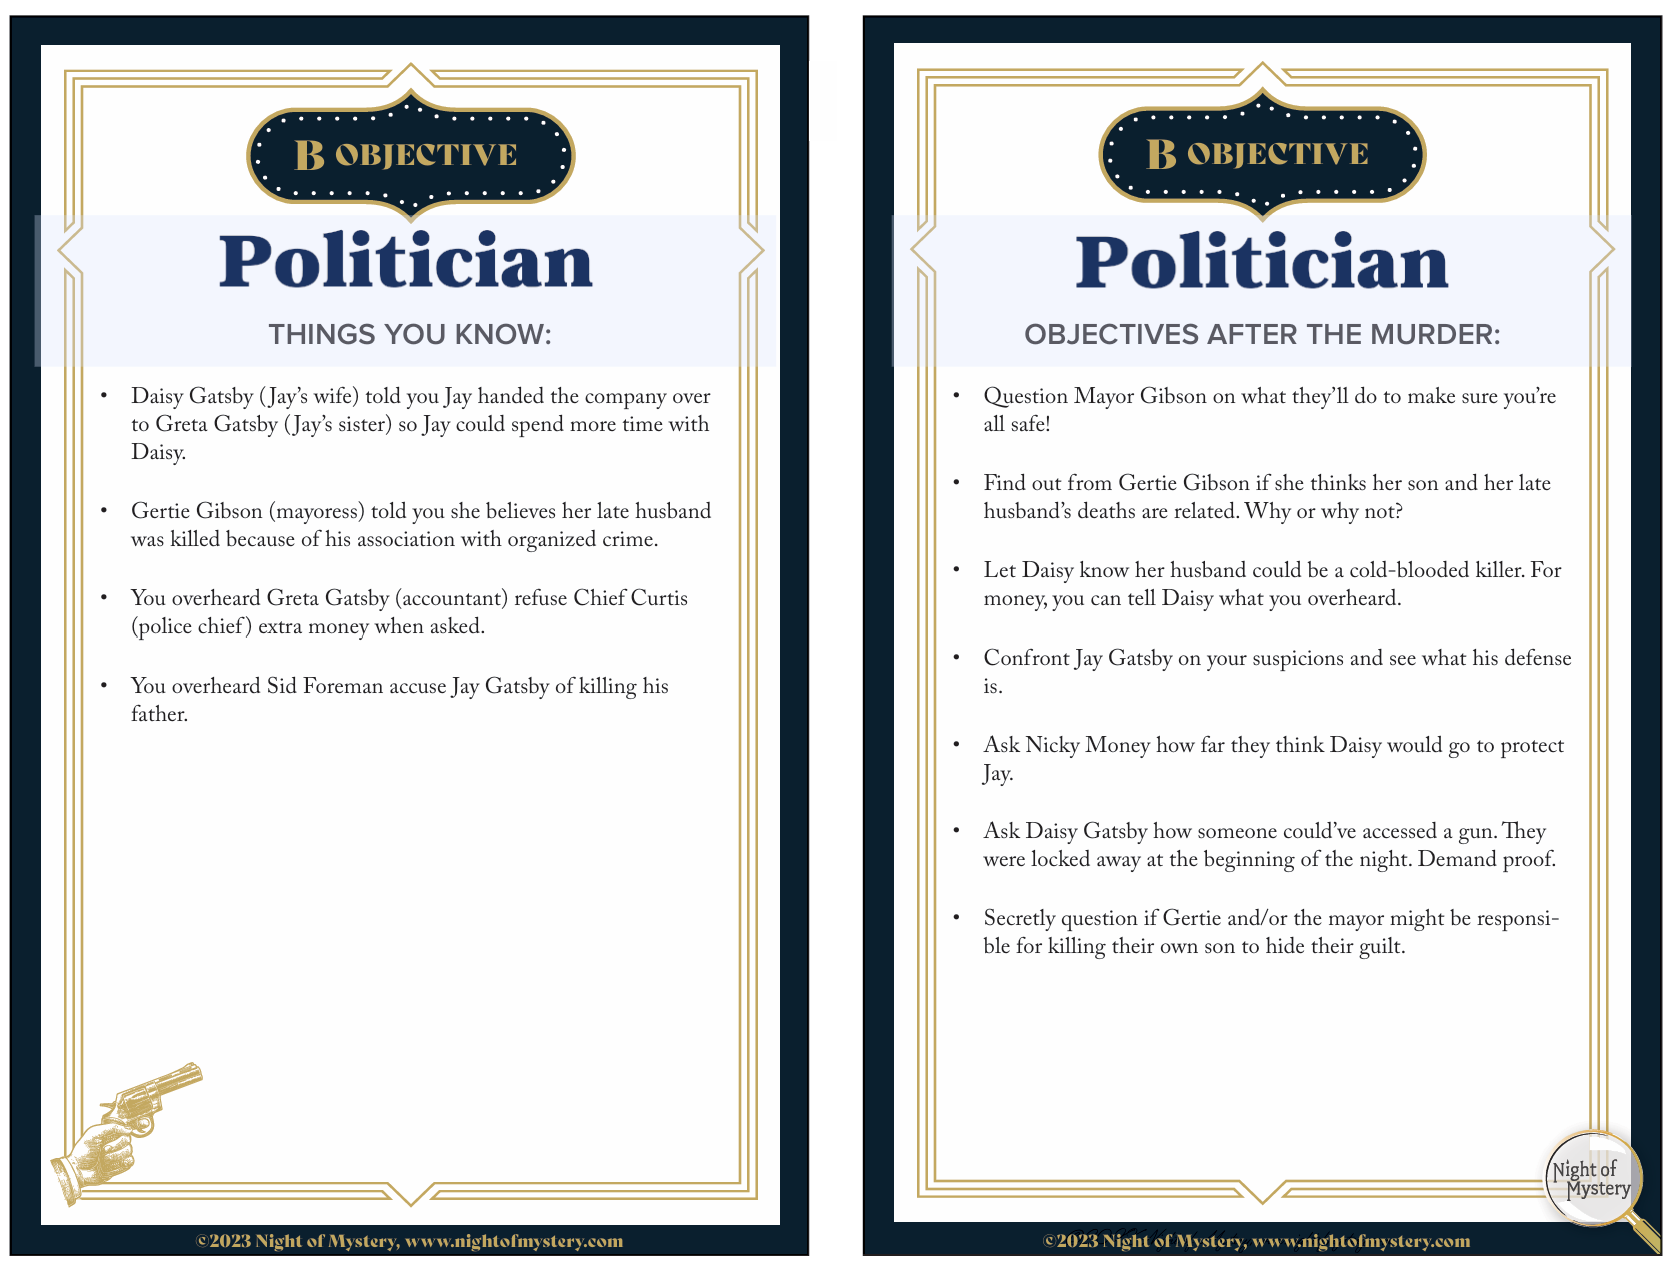 B OBJECTIVE
Politician
THINGS YOU KNOW:
• Daisy Gatsby (Jay’s wife) told you Jay handed the company over
to Greta Gatsby (Jay’s sister) so Jay could spend more time with
Daisy.
• Gertie Gibson (mayoress) told you she believes her late husband
was killed because of his association with organized crime.
• You overheard Greta Gatsby (accountant) refuse Chief Curtis
(police chief) extra money when asked.
• You overheard Sid Foreman accuse Jay Gatsby of killing his
father.
©2023 Night of Mystery, www.nightofmystery.com
B OBJECTIVE
Politician
OBJECTIVES AFTER THE MURDER:
• Question Mayor Gibson on what they’ll do to make sure you’re
all safe!
• Find out from Gertie Gibson if she thinks her son and her late
husband’s deaths are related. Why or why not?
• Let Daisy know her husband could be a cold-blooded killer. For
money, you can tell Daisy what you overheard.
• Confront Jay Gatsby on your suspicions and see what his defense
is.
• Ask Nicky Money how far they think Daisy would go to protect
Jay.
• Ask Daisy Gatsby how someone could’ve accessed a gun. They
were locked away at the beginning of the night. Demand proof.
• Secretly question if Gertie and/or the mayor might be responsi-
ble for killing their own son to hide their guilt.
Night of
Mystery
©2023 Night of Mystery, www.nightofmystery.com